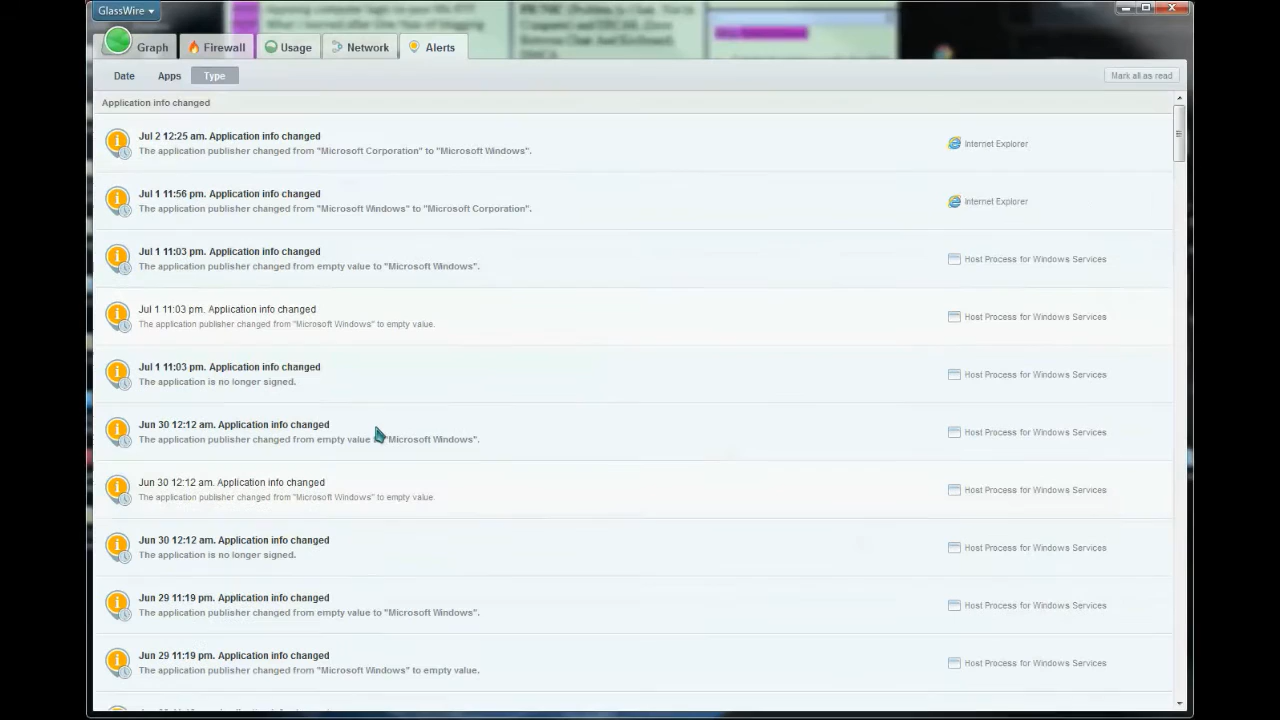 GlassWire
Graph
Firewall
Usage
Network
Alerts
Date
Apps
Type
Mark all as read
Application info changed
Jul 2 12:25 am. Application info changed
The application publisher changed from "Microsoft Corporation" to "Microsoft Windows".
Internet Explorer
Jul 1 11:56 pm. Application info changed
The application publisher changed from "Microsoft Windows" to "Microsoft Corporation".
Internet Explorer
Jul 1 11:03 pm. Application info changed
The application publisher changed from empty value to "Microsoft Windows".
Host Process for Windows Services
Jul 1 11:03 pm. Application info changed
The application publisher changed from "Microsoft Windows" to empty value.
Host Process for Windows Services
Jul 1 11:03 pm. Application info changed
The application is no longer signed.
Host Process for Windows Services
Jun 30 12:12 am. Application info changed
The application publisher changed from empty value to "Microsoft Windows".
Host Process for Windows Services
Jun 30 12:12 am. Application info changed
The application publisher changed from "Microsoft Windows" to empty value.
Host Process for Windows Services
Jun 30 12:12 am. Application info changed
The application is no longer signed.
Host Process for Windows Services
Jun 29 11:19 pm. Application info changed
The application publisher changed from empty value to "Microsoft Windows".
Host Process for Windows Services
Jun 29 11:19 pm. Application info changed
The application publisher changed from "Microsoft Windows" to empty value.
Host Process for Windows Services